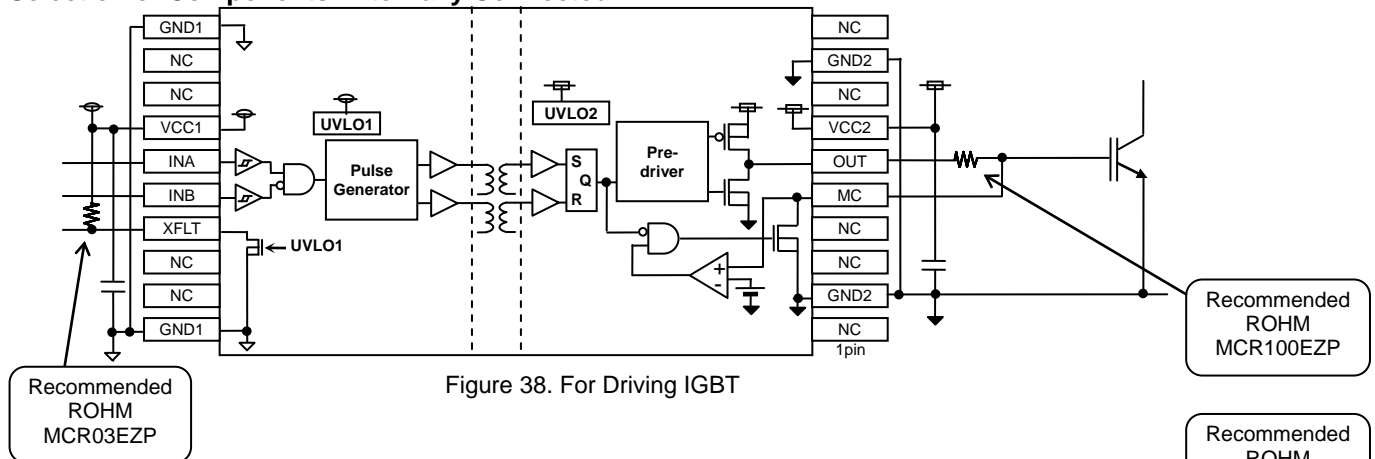 GND1
NC
NC
VCC1
INA
INB
XFLT
NC
NC
GND1
UVLO1
Pulse
Generator
UVLO1
UVLO2
S
Q
R
Pre-
driver
+
-
NC
GND2
NC
VCC2
OUT
MC
NC
NC
GND2
NC
1pin
Recommended
ROHM
MCR100EZP
Recommended
ROHM
MCR03EZP
Figure 38. For Driving IGBT
Recommended
ROHM